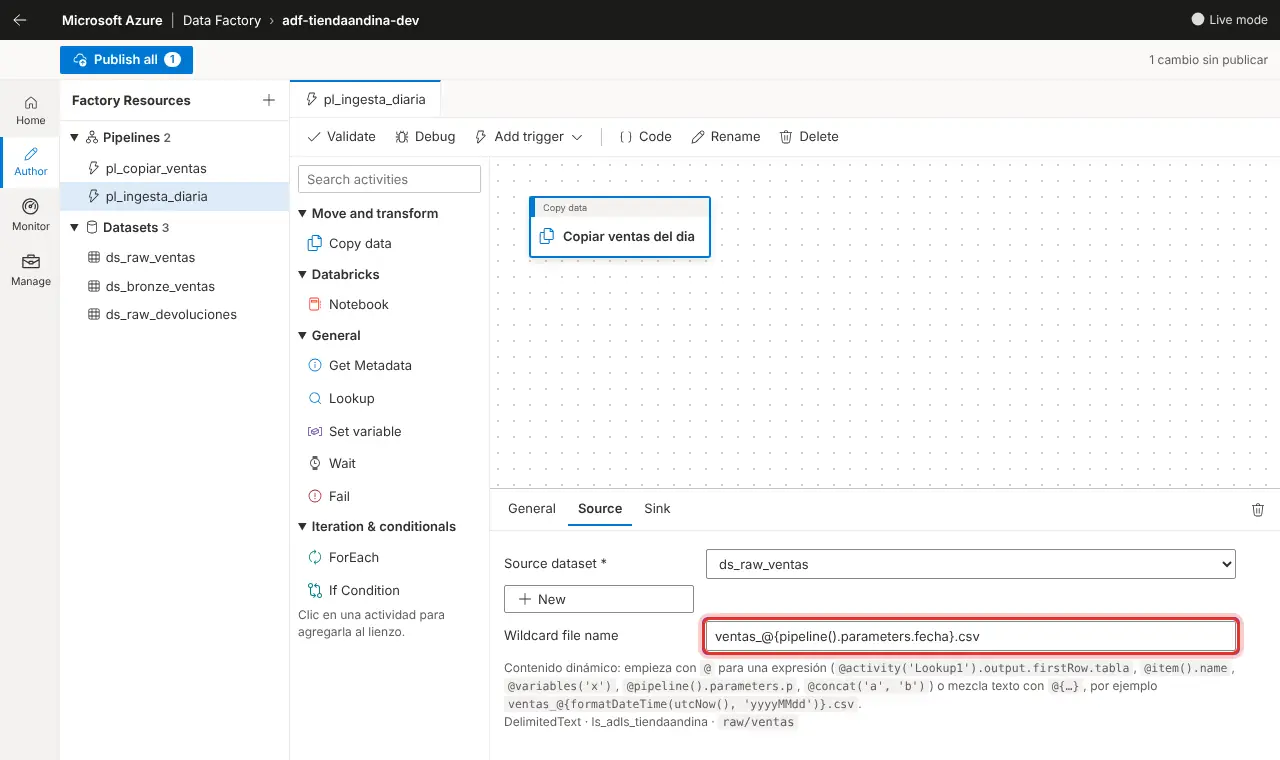 Microsoft Azure | Data Factory › adf-tiendaandina-dev
Live mode
Publish all 1
1 cambio sin publicar
Home
Author
Monitor
Manage
Factory Resources
Pipelines 2
pl_copiar_ventas
pl_ingesta_diaria
Datasets 3
ds_raw_ventas
ds_bronze_ventas
ds_raw_devoluciones
pl_ingesta_diaria
Validate Debug Add trigger Code Rename Delete
Search activities
Move and transform
Copy data
Databricks
Notebook
General
Get Metadata
Lookup
Set variable
Wait
Fail
Iteration & conditionals
ForEach
If Condition
Clic en una actividad para
agregarla al lienzo.
Copy data
Copiar ventas del dia
General Source Sink
Source dataset * ds_raw_ventas
New
Wildcard file name ventas_@{pipeline().parameters.fecha}.csv
Contenido dinámico: empieza con @ para una expresión ( @activity('Lookup1').output.firstRow.tabla , @item().name ,
@variables('x') , @pipeline().parameters.p , @concat('a', 'b') ) o mezcla texto con @{…} , por ejemplo
ventas_@{formatDateTime(utcNow(), 'yyyyMMdd')}.csv .
DelimitedText · ls_adls_tiendaandina · raw/ventas